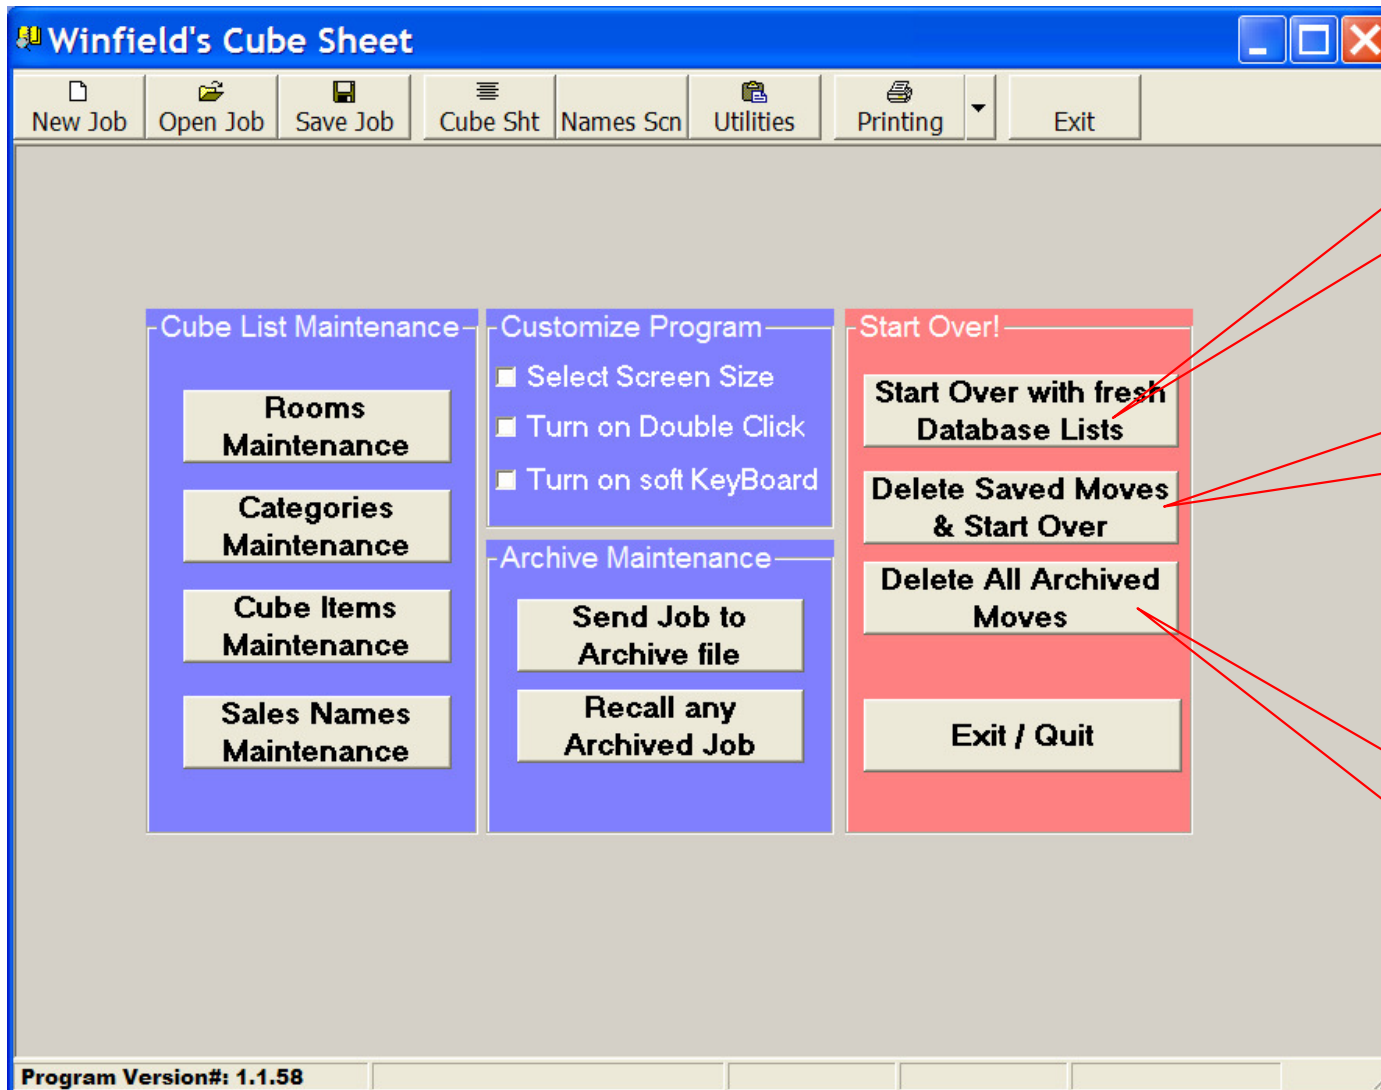 Winfield's Cube Sheet
New Job Open Job Save Job Cube Sht Names Scn Utilities Printing Exit
Cube List Maintenance
Rooms
Maintenance
Categories
Maintenance
Cube Items
Maintenance
Sales Names
Maintenance
Customize Program
Select Screen Size
Turn on Double Click
Turn on soft KeyBoard
Archive Maintenance
Send Job to
Archive file
Recall any
Archived Job
Start Over!
Start Over with fresh
Database Lists
Delete Saved Moves
& Start Over
Delete All Archived
Moves
Exit / Quit
Program Version#: 1.1.58